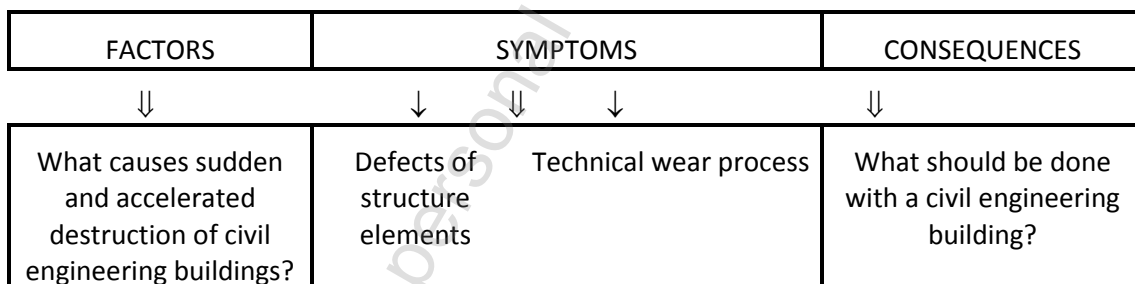 FACTORS SYMPTOMS CONSEQUENCES
⇓ ↓ ⇓ ↓ ⇓
What causes sudden
and accelerated
destruction of civil
engineering buildings?
Defects of
structure
elements
Technical wear process
What should be done
with a civil engineering
building?
personal